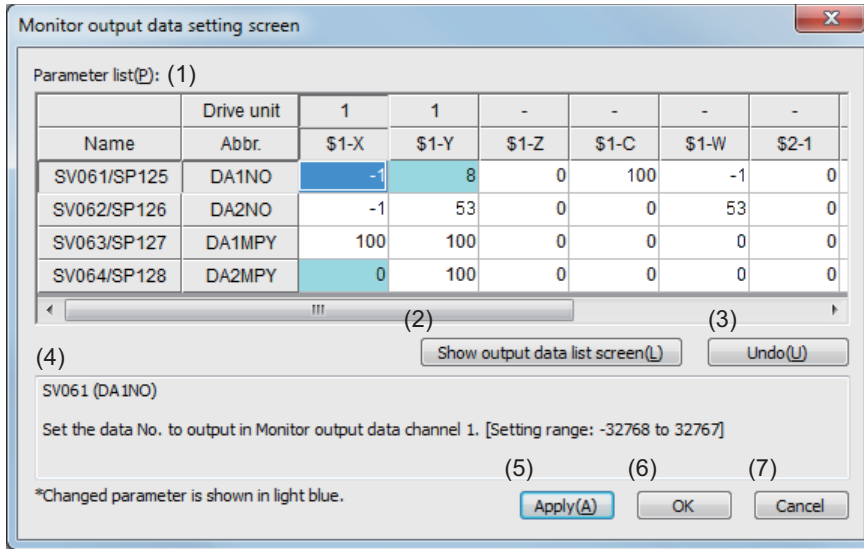 Monitor output data setting screen
x
Parameter list(P): (1)
Drive unit 1 1 - - - -
Name Abbr. $1-X $1-Y $1-Z $1-C $1-W $2-1
SV061/SP125 DA1NO -1 8 0 100 -1 0
SV062/SP126 DA2NO -1 53 0 0 53 0
SV063/SP127 DA1MPY 100 100 0 0 0 0
SV064/SP128 DA2MPY 0 100 0 0 0 0
(2) (3)
(4) Show output data list screen(L) Undo(U)
SV061 (DA1NO)
Set the data No. to output in Monitor output data channel 1. [Setting range: -32768 to 32767]
(5) (6) (7)
*Changed parameter is shown in light blue. Apply(A) OK Cancel